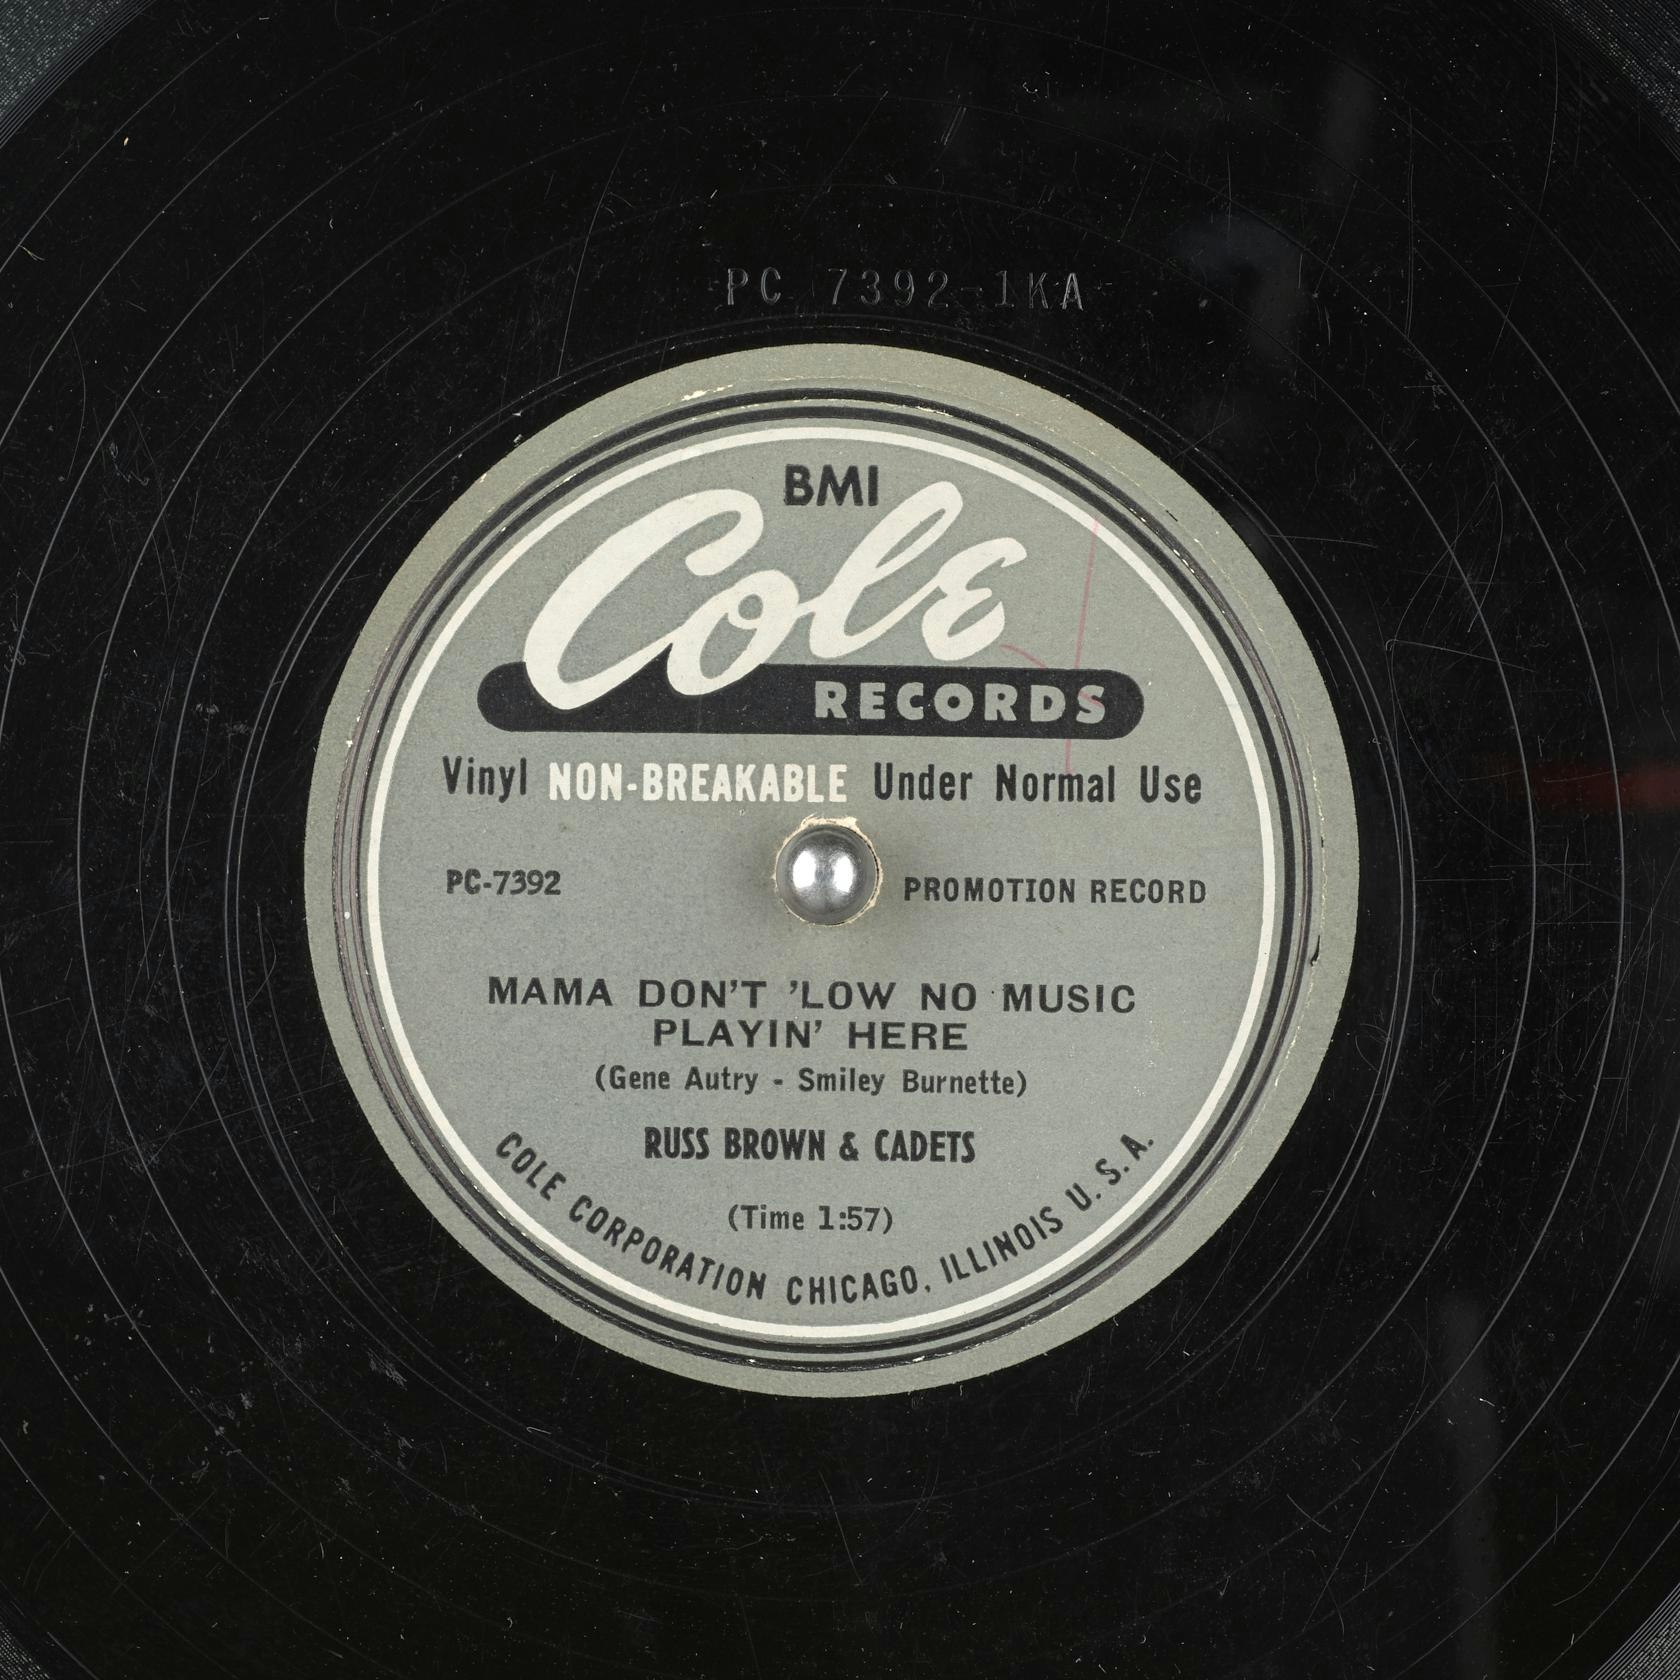 PC 7392-1KA
BMI
Cole
RECORDS
Vinyl NON-BREAKABLE Under Normal Use
PC-7392
PROMOTION RECORD
MAMA DON'T 'LOW NO MUSIC
PLAYIN' HERE
(Gene Autry - Smiley Burnette)
RUSS BROWN & CADETS
(Time 1:57)
COLE CORPORATION CHICAGO, ILLINOIS U. S. A.